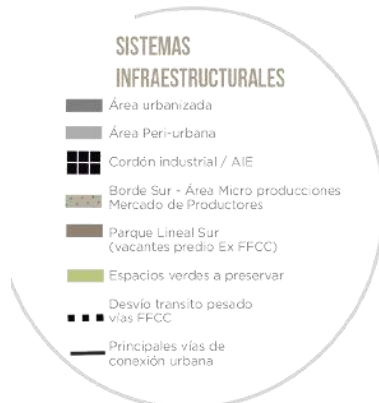 SISTEMAS
INFRAESTRUCTURALES
Área urbanizada
Área Peri-urbana
Cordón industrial / AIE
Borde Sur - Área Micro producciones
Mercado de Productores
Parque Lineal Sur
(vacantes predio Ex FFCC)
Espacios verdes a preservar
Desvío transito pesado
vías FFCC
Principales vías de
conexión urbana